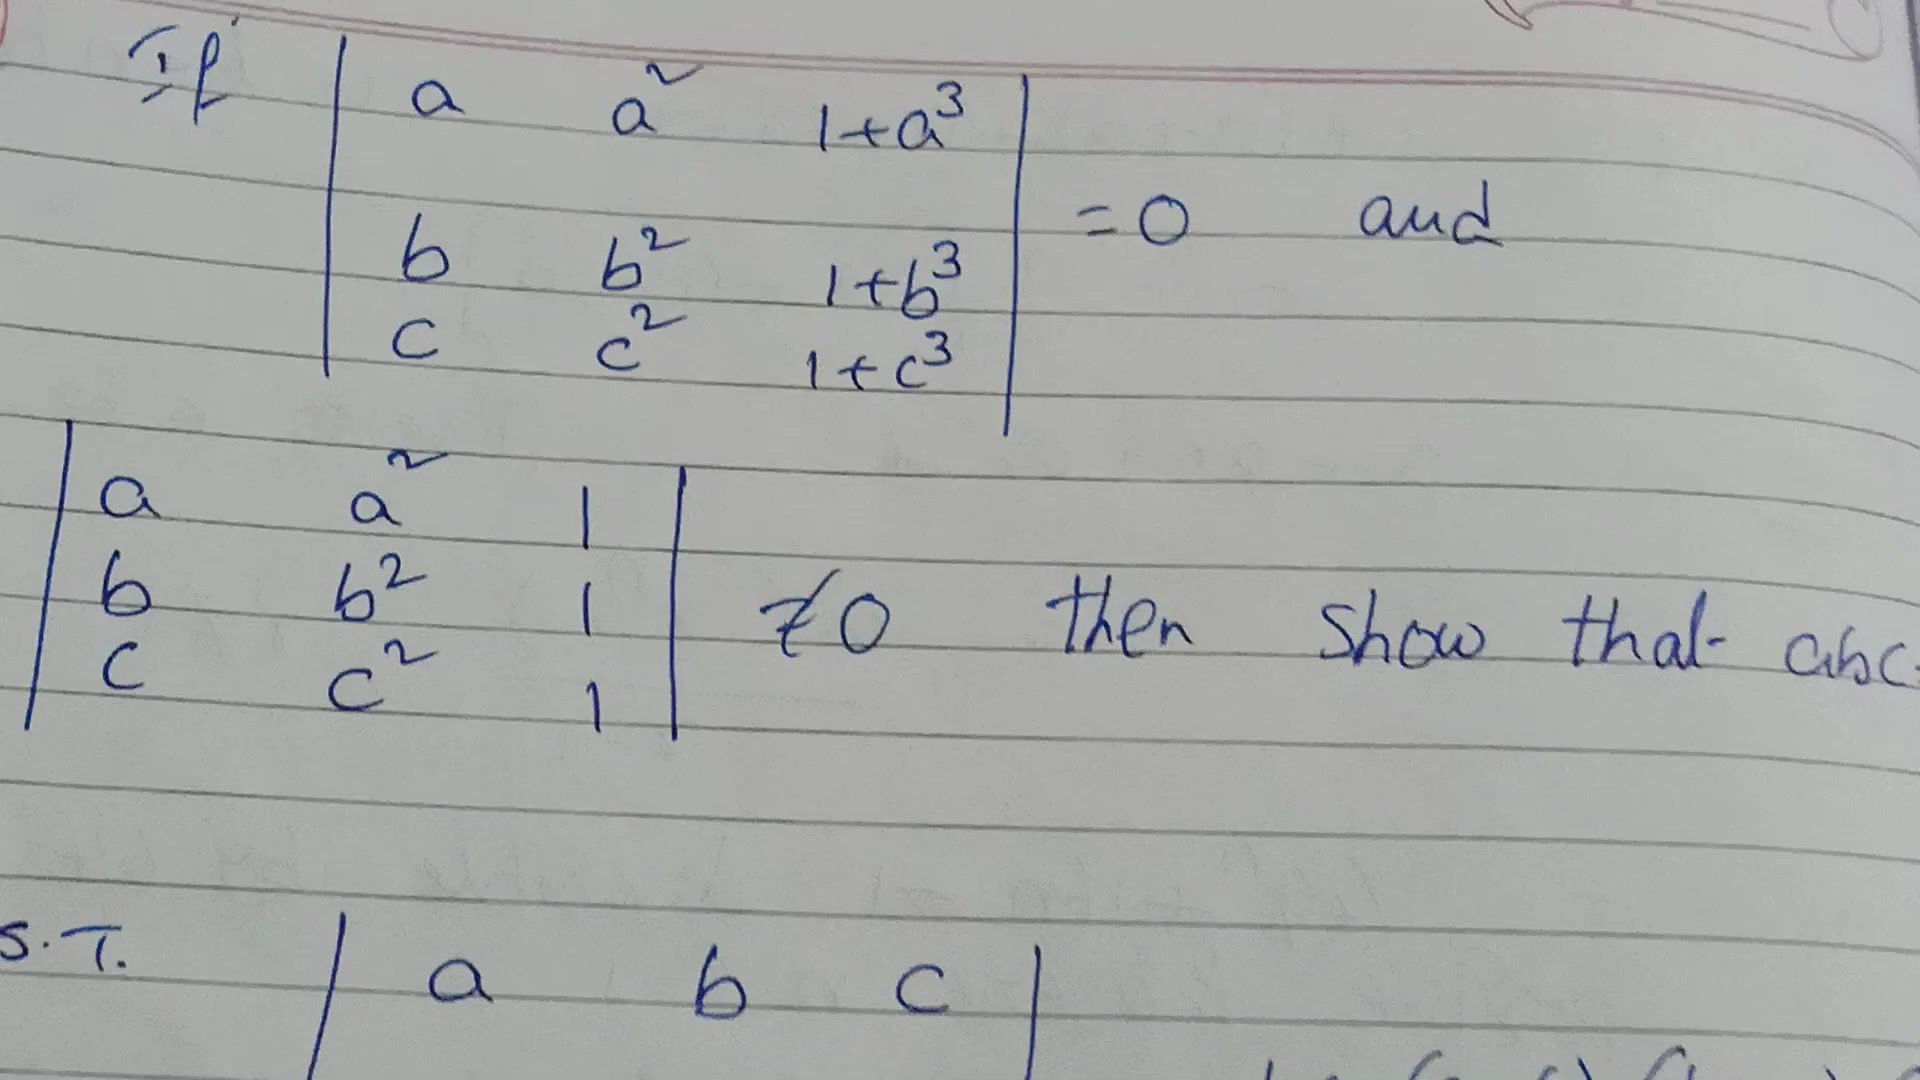 If | a a² 1+a³ |
= 0 and
| b b² 1+b³ |
| c c² 1+c³ |
| a a² 1 |
| b b² 1 | ≠0 then show that abc
| c c² 1 |
S.T. | a b c |